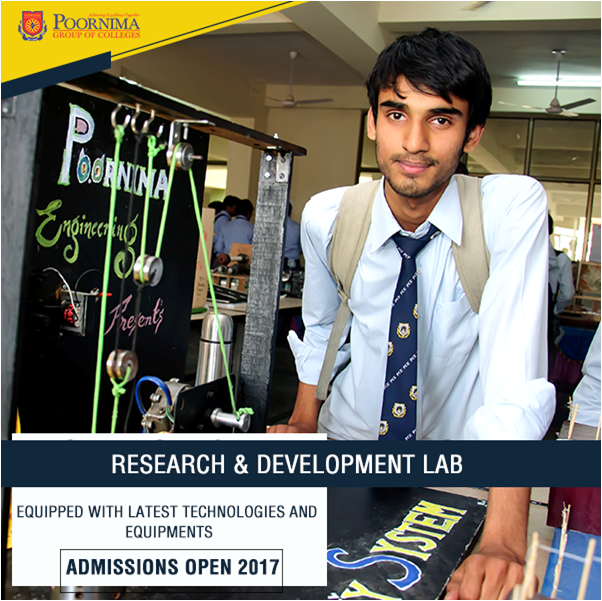 POORNIMA
GROUP OF COLLEGES
POORNIMA
Engineering
Presents
RESEARCH & DEVELOPMENT LAB
EQUIPPED WITH LATEST TECHNOLOGIES AND
EQUIPMENTS
ADMISSIONS OPEN 2017
SYSTEM